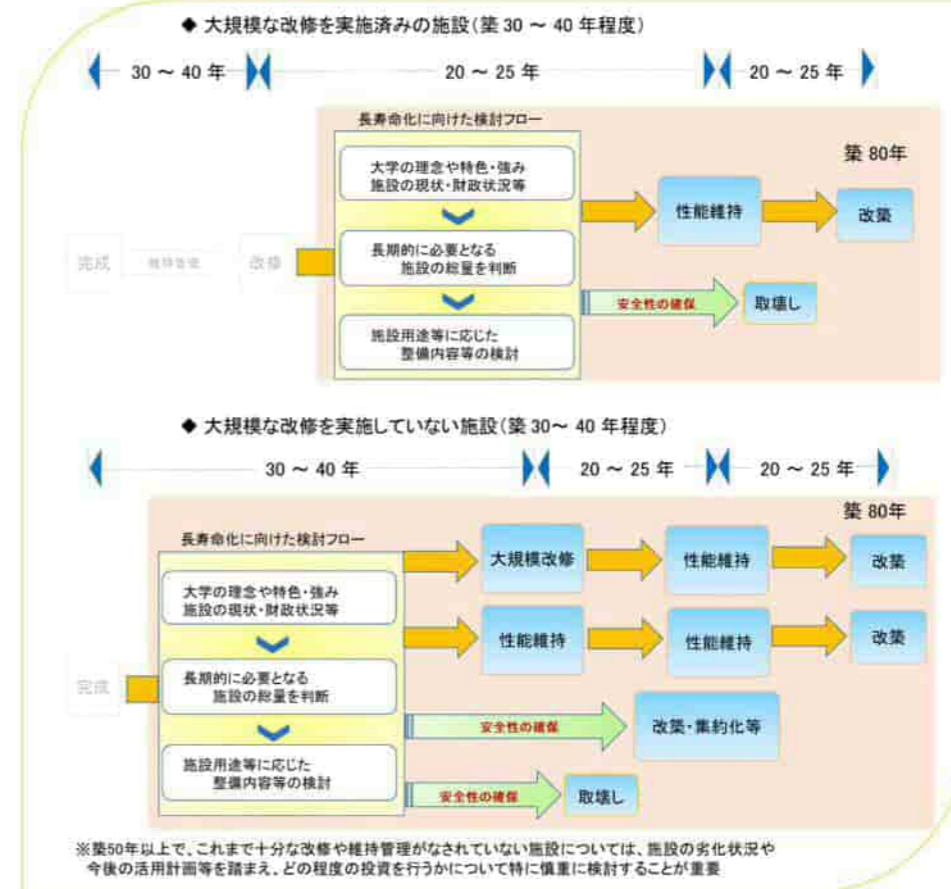 ◆ 大規模な改修を実施済みの施設(築 30 ~ 40 年程度)
30 ~ 40 年
20 ~ 25 年
20 ~ 25 年
長寿命化に向けた検討フロー
築 80年
大学の理念や特色・強み
施設の現状・財政状況等
性能維持
改築
完成
維持管理
改修
長期的に必要となる
施設の総量を判断
安全性の確保
取壊し
施設用途等に応じた
整備内容等の検討
◆ 大規模な改修を実施していない施設(築 30~ 40 年程度)
30 ~ 40 年
20 ~ 25 年
20 ~ 25 年
築 80年
長寿命化に向けた検討フロー
大規模改修
性能維持
改築
大学の理念や特色・強み
施設の現状・財政状況等
性能維持
性能維持
改築
完成
長期的に必要となる
施設の総量を判断
安全性の確保
改築・集約化等
施設用途等に応じた
整備内容等の検討
安全性の確保
取壊し
※築50年以上で、これまで十分な改修や維持管理がなされていない施設については、施設の劣化状況や
今後の活用計画等を踏まえ、どの程度の投資を行うかについて特に慎重に検討することが重要